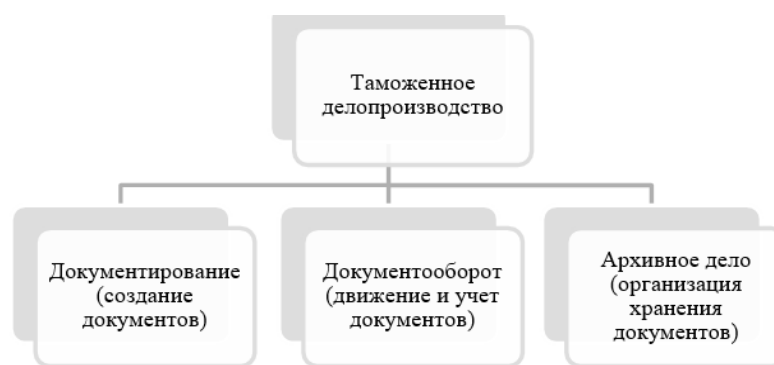 Таможенное
делопроизводство
Документирование
(создание
документов)
Документооборот
(движение и учет
документов)
Архивное дело
(организация
хранения
документов)